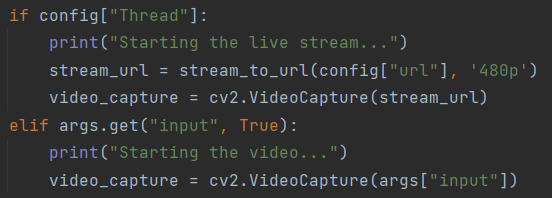 if config["Thread"]:
    print("Starting the live stream...")
    stream_url = stream_to_url(config["url"], '480p')
    video_capture = cv2.VideoCapture(stream_url)
elif args.get("input", True):
    print("Starting the video...")
    video_capture = cv2.VideoCapture(args["input"])